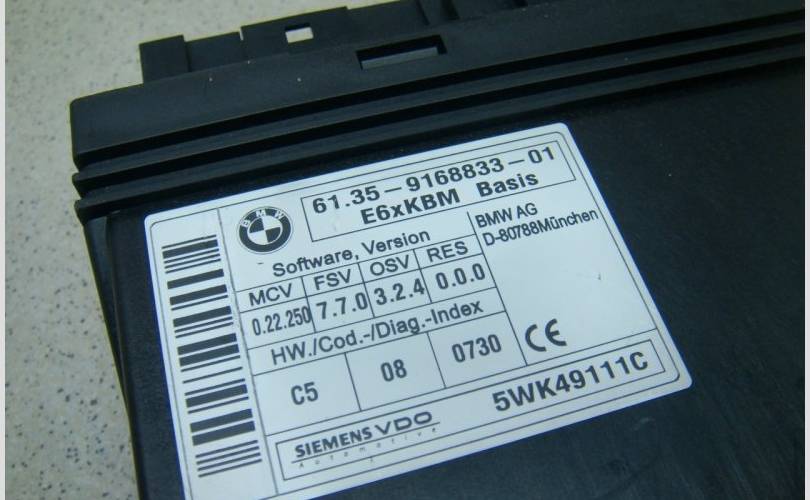 BMW
61.35-9168833-01
E6xKBM Basis
Software, Version
MCV FSV OSV RES
0.22.250 7.7.0 3.2.4 0.0.0
BMW AG
D-80788München
HW./Cod.-/Diag.-Index
C5 08 0730
CE
SIEMENS VDO
Automotive
5WK49111C